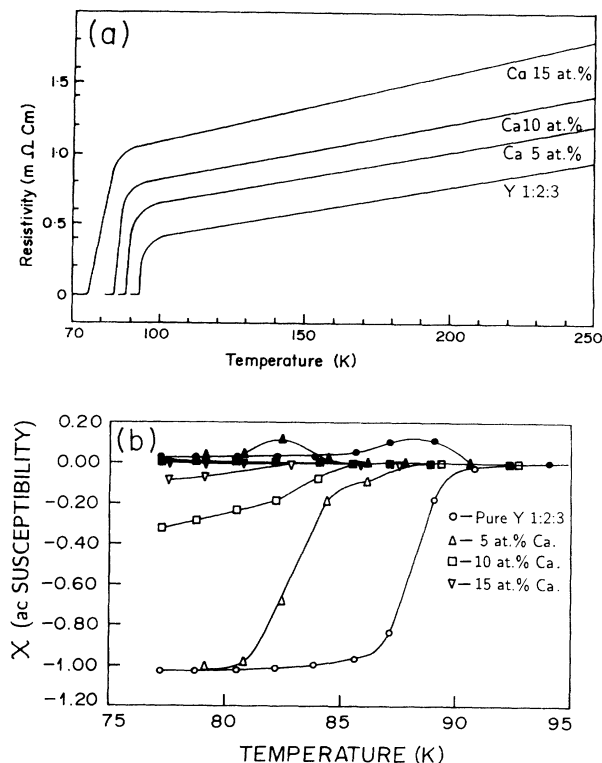 (a)
Resistivity (m Ω Cm)
1·5
1·0
0·5
0
Ca 15 at.%
Ca10 at.%
Ca 5 at.%
Y 1:2:3
70 100 150 200 250
Temperature (K)
(b)
χ (ac SUSCEPTIBILITY)
0.20
0.00
-0.20
-0.40
-0.60
-0.80
-1.00
-1.20
Pure Y 1:2:3
5 at.% Ca.
10 at.% Ca.
15 at.% Ca.
75 80 85 90 95
TEMPERATURE (K)